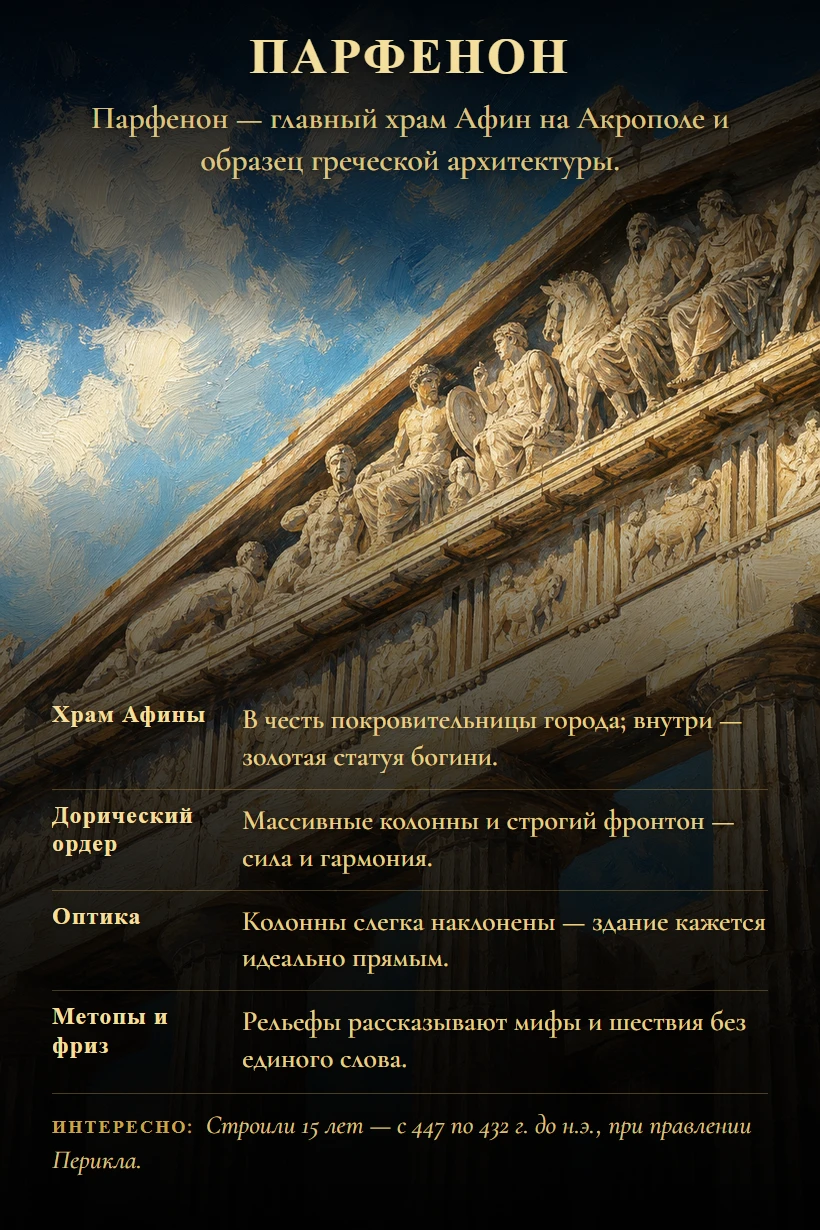 ПАРФЕНОН
Парфенон — главный храм Афин на Акрополе и
образец греческой архитектуры.
Храм Афины
В честь покровительницы города; внутри —
золотая статуя богини.
Дорический
ордер
Массивные колонны и строгий фронтон —
сила и гармония.
Оптика
Колонны слегка наклонены — здание кажется
идеально прямым.
Метопы и
фриз
Рельефы рассказывают мифы и шествия без
единого слова.
ИНТЕРЕСНО: Строили 15 лет — с 447 по 432 г. до н.э., при правлении
Перикла.